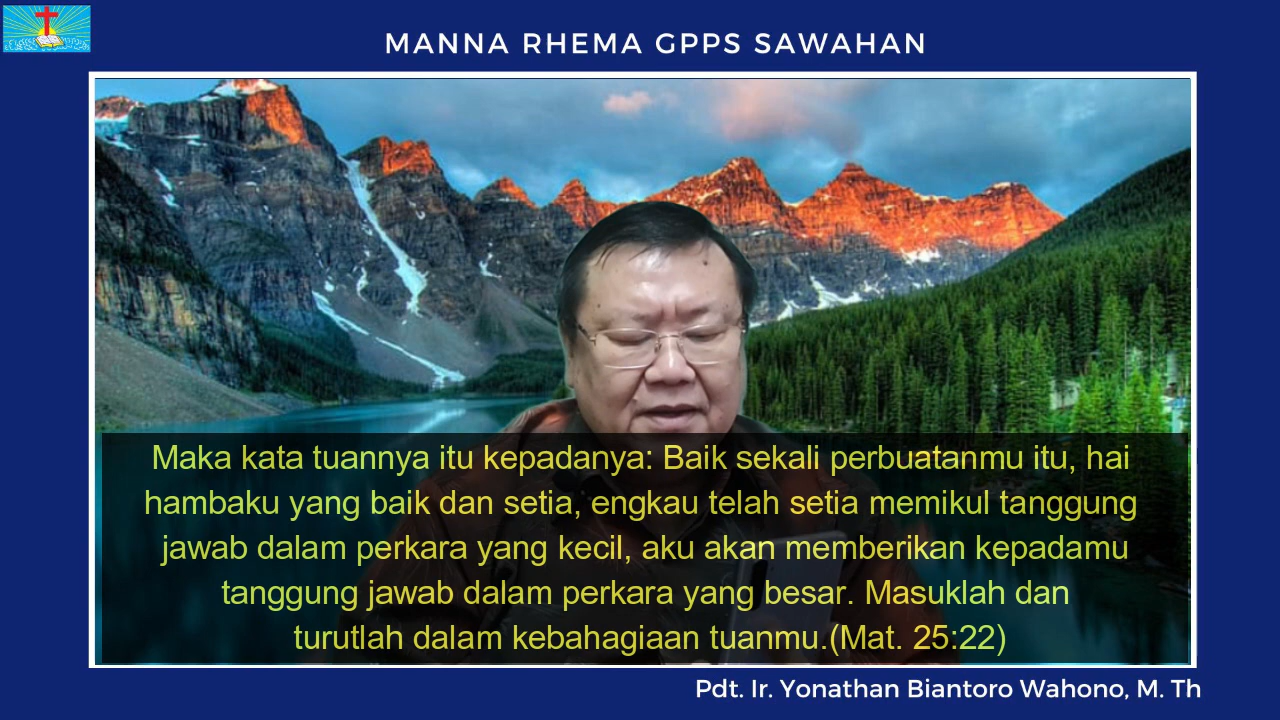 MANNA RHEMA GPPS SAWAHAN
Maka kata tuannya itu kepadanya: Baik sekali perbuatanmu itu, hai
hambaku yang baik dan setia, engkau telah setia memikul tanggung
jawab dalam perkara yang kecil, aku akan memberikan kepadamu
tanggung jawab dalam perkara yang besar. Masuklah dan
turutlah dalam kebahagiaan tuanmu.(Mat. 25:22)
Pdt. Ir. Yonathan Biantoro Wahono, M. Th